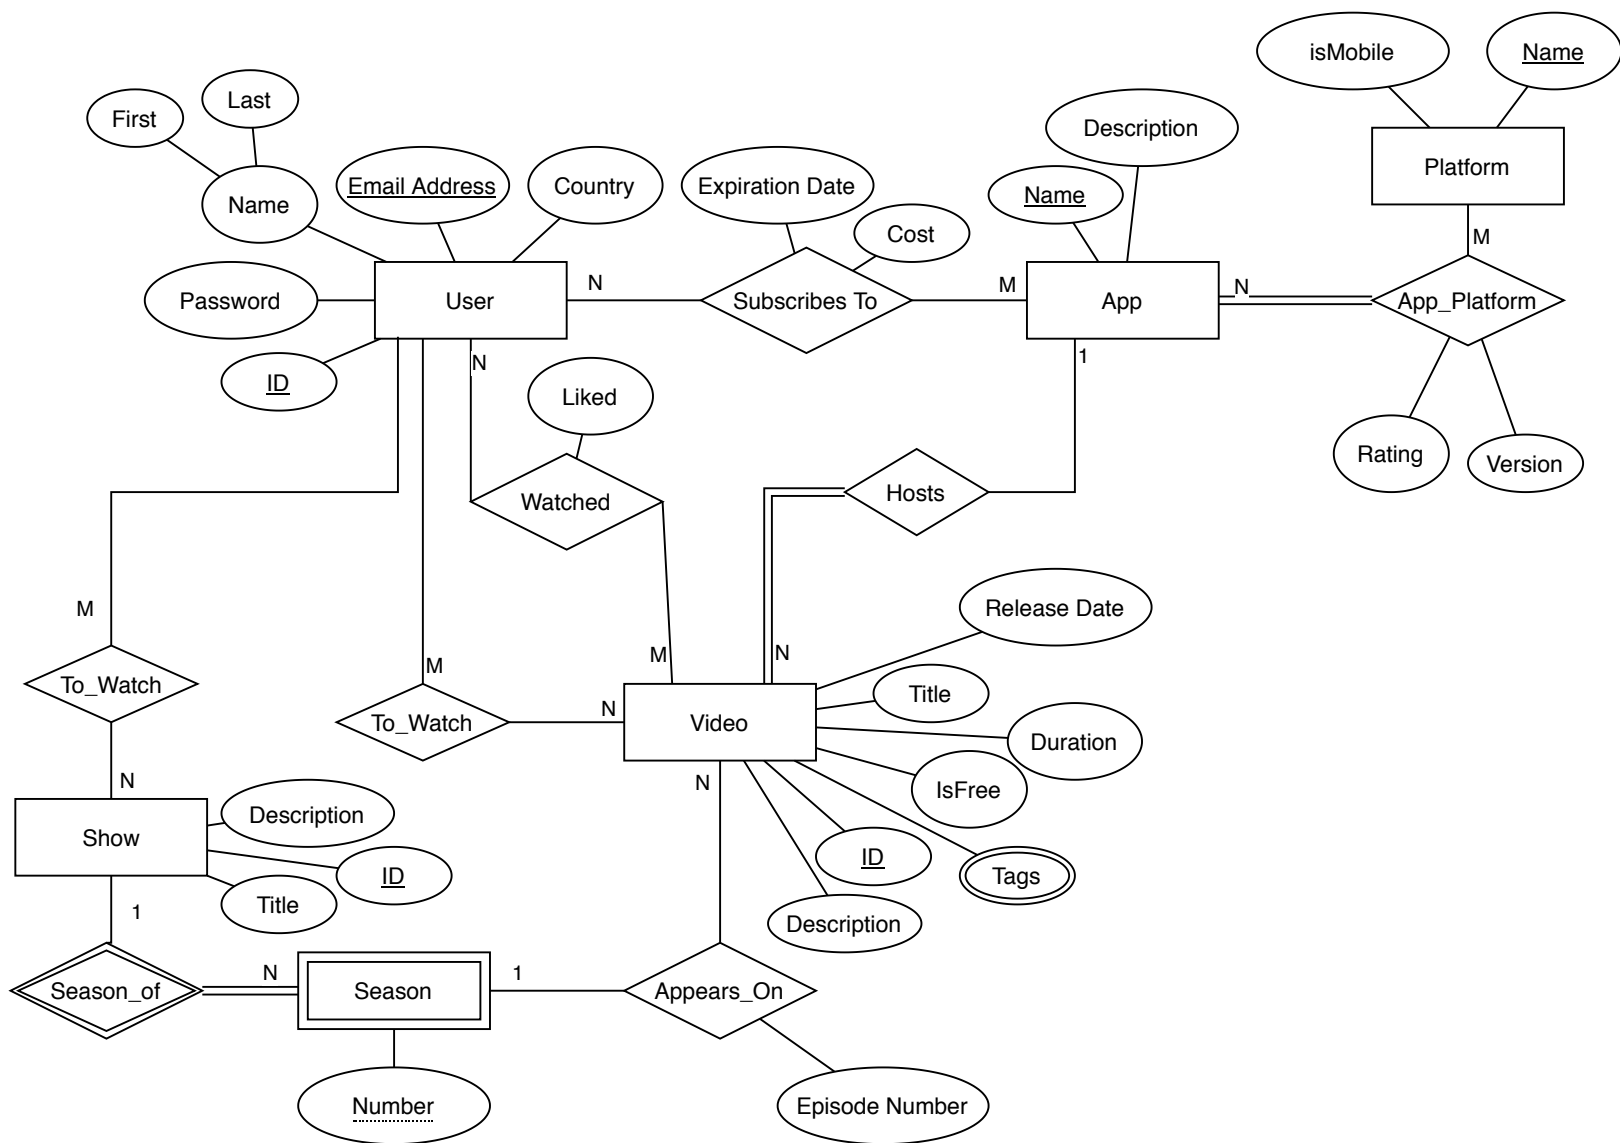 isMobile
Name
First
Last
Description
Platform
Name
Email Address
Country
Expiration Date
Name
Cost
M
Password
User
N
Subscribes To
M
App
N
App_Platform
ID
N
Liked
1
Rating
Version
Watched
Hosts
M
Release Date
M
M
N
To_Watch
To_Watch
N
Video
Title
Duration
N
N
IsFree
Show
Description
ID
ID
Tags
Title
Description
1
Season_of
N
Season
1
Appears_On
Number
Episode Number